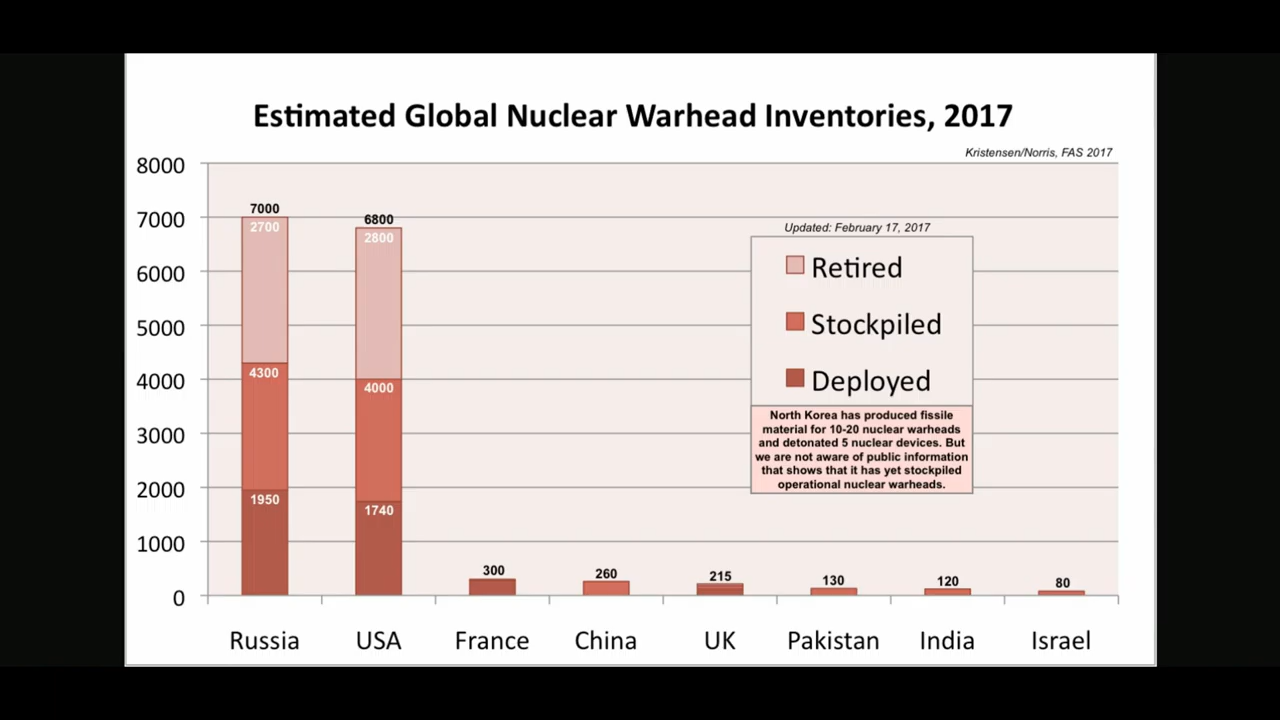 Estimated Global Nuclear Warhead Inventories, 2017
Kristensen/Norris, FAS 2017
8000
7000
6000
5000
4000
3000
2000
1000
0
7000
2700
4300
1950
6800
2800
4000
1740
300
260
215
130
120
80
Updated: February 17, 2017
Retired
Stockpiled
Deployed
North Korea has produced fissile
material for 10-20 nuclear warheads
and detonated 5 nuclear devices. But
we are not aware of public information
that shows that it has yet stockpiled
operational nuclear warheads.
Russia USA France China UK Pakistan India Israel